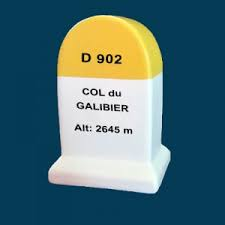 D 902
COL du
GALIBIER
Alt: 2645 m